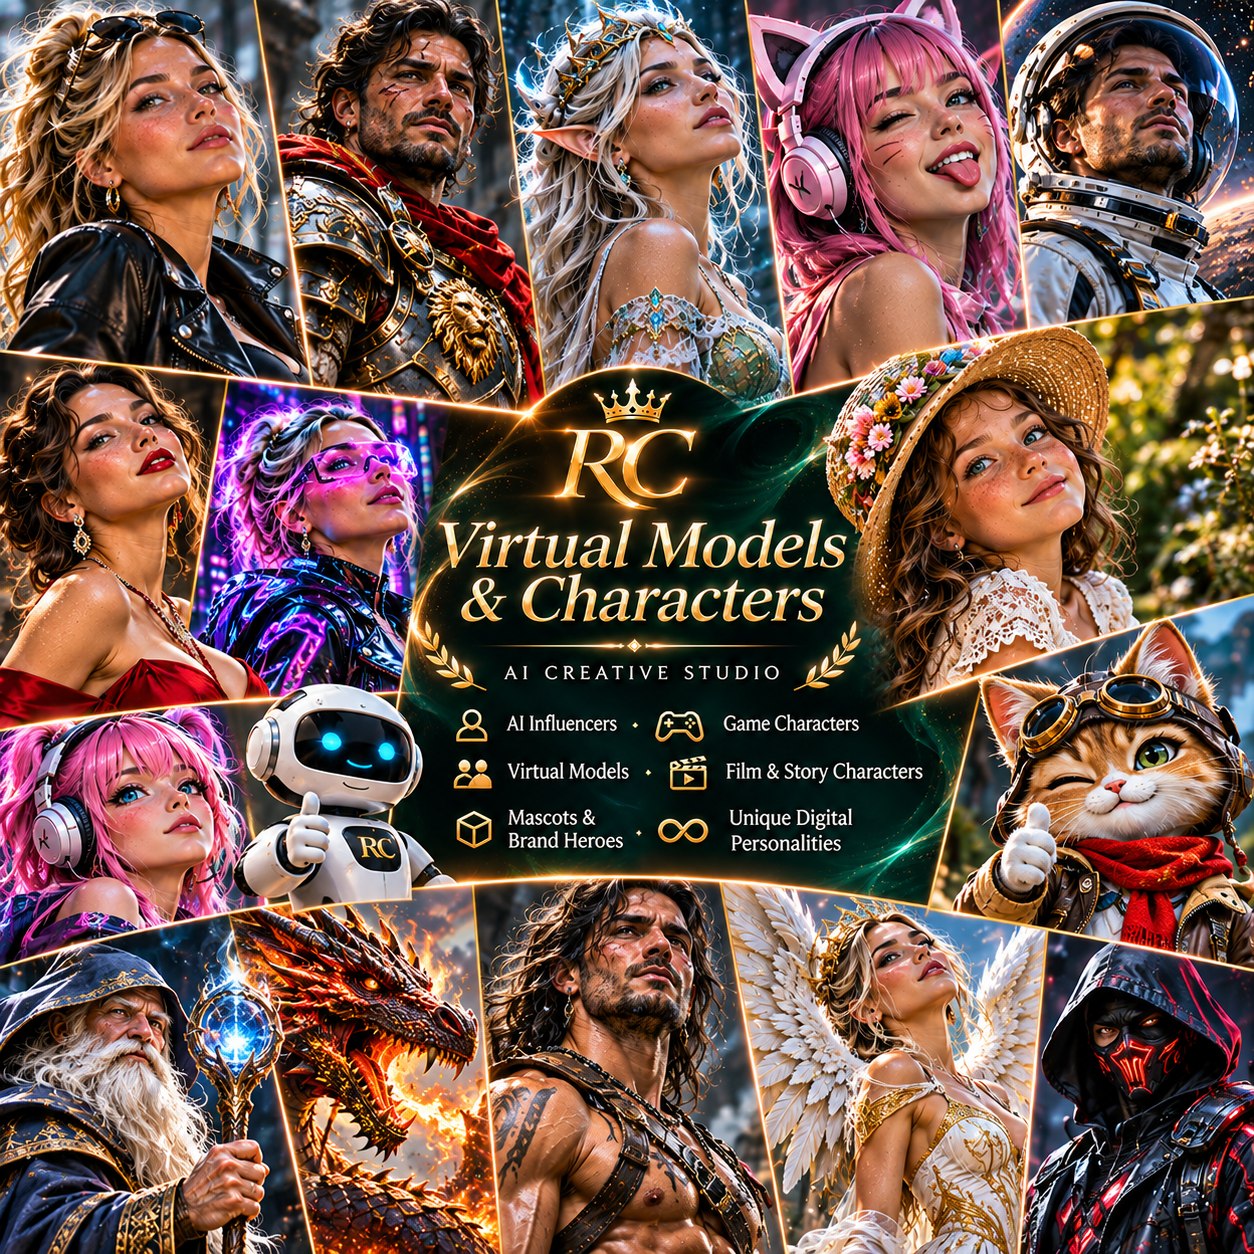 RC
Virtual Models
& Characters
AI CREATIVE STUDIO
AI Influencers
Game Characters
Virtual Models
Film & Story Characters
Mascots &
Brand Heroes
Unique Digital
Personalities
RC